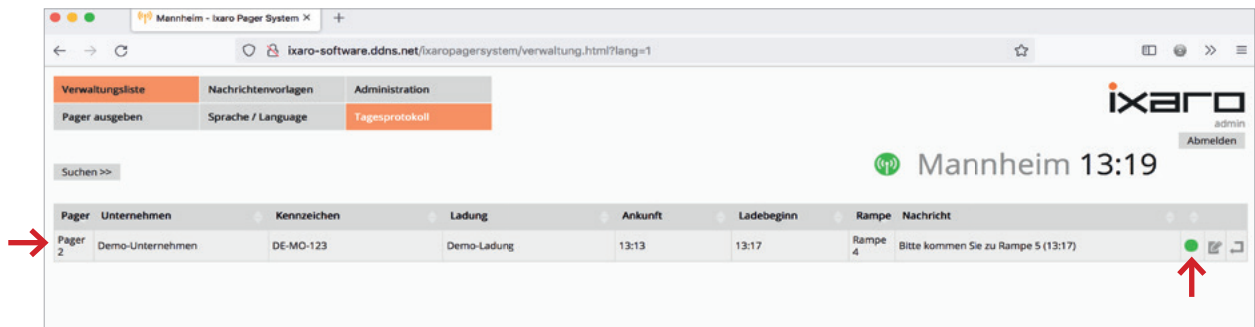 Mannheim - Ixaro Pager System
ixaro-software.ddns.net/ixaropagersystem/verwaltung.html?lang=1
Verwaltungsliste Nachrichtenvorlagen Administration
Pager ausgeben Sprache / Language Tagesprotokoll
ixaro
admin
Abmelden
Suchen >>
Mannheim 13:19
Pager Unternehmen Kennzeichen Ladung Ankunft Ladebeginn Rampe Nachricht
Pager 2 Demo-Unternehmen DE-MO-123 Demo-Ladung 13:13 13:17 Rampe 4 Bitte kommen Sie zu Rampe 5 (13:17)